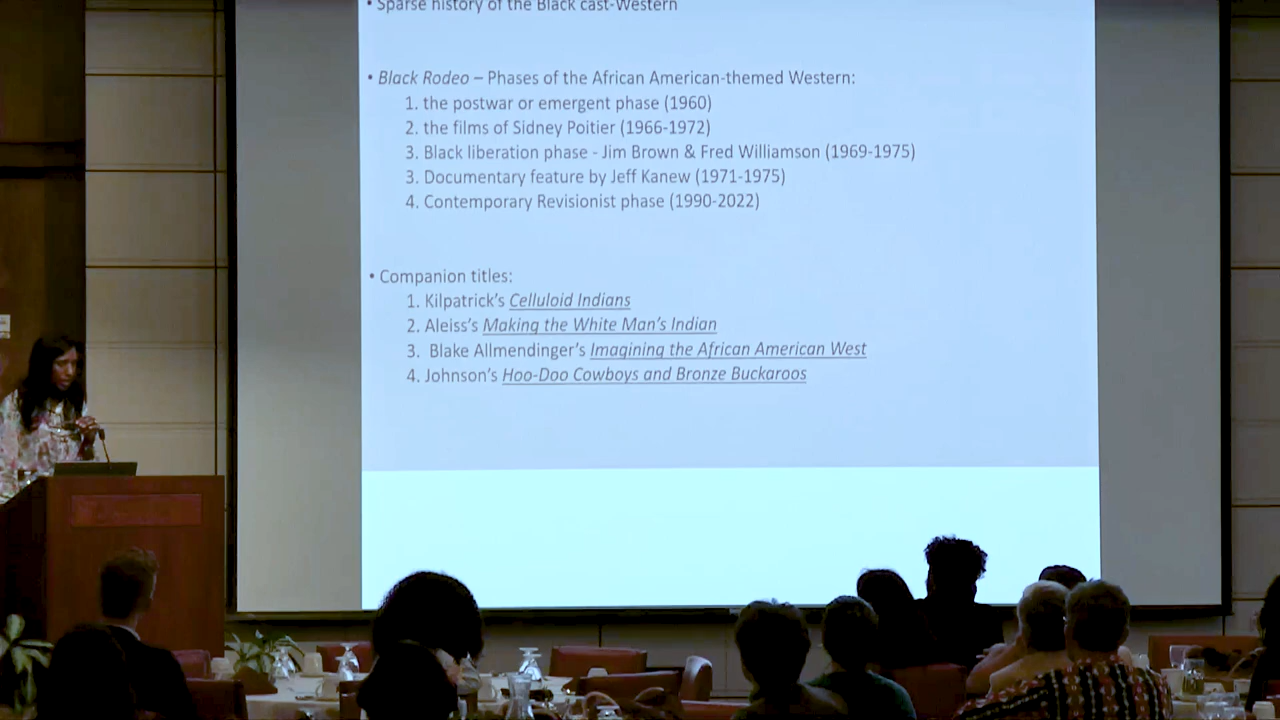 • Sparse history of the Black cast-Western
• Black Rodeo – Phases of the African American-themed Western:
1. the postwar or emergent phase (1960)
2. the films of Sidney Poitier (1966-1972)
3. Black liberation phase - Jim Brown & Fred Williamson (1969-1975)
3. Documentary feature by Jeff Kanew (1971-1975)
4. Contemporary Revisionist phase (1990-2022)
• Companion titles:
1. Kilpatrick's Celluloid Indians
2. Aleiss's Making the White Man's Indian
3. Blake Allmendinger's Imagining the African American West
4. Johnson's Hoo-Doo Cowboys and Bronze Buckaroos